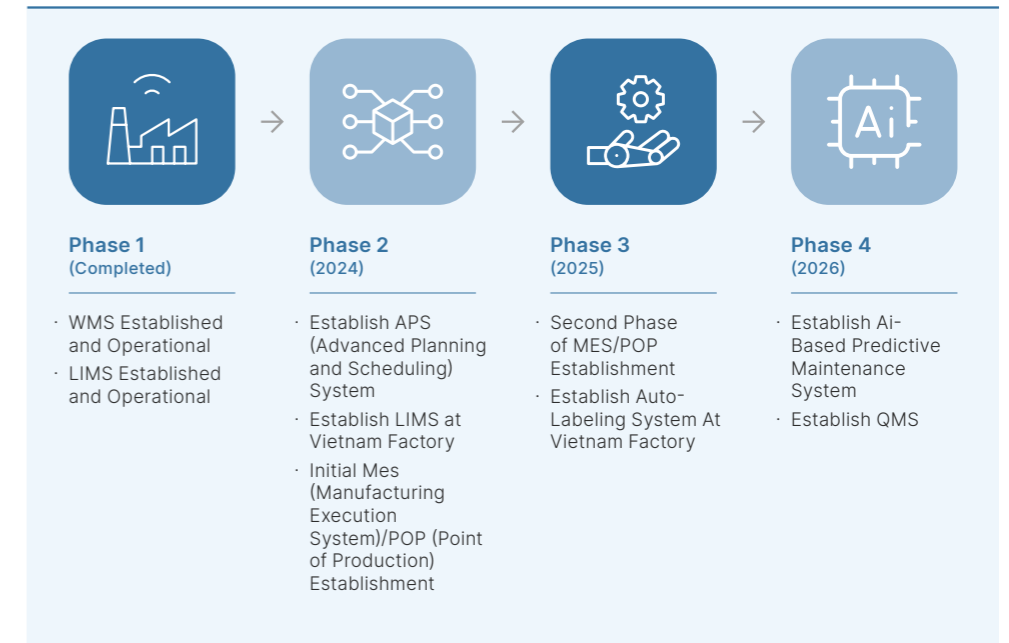 Ai
Phase 1
(Completed)
· WMS Established
and Operational
· LIMS Established
and Operational
Phase 2
(2024)
· Establish APS
(Advanced Planning
and Scheduling)
System
· Establish LIMS at
Vietnam Factory
· Initial Mes
(Manufacturing
Execution
System)/POP (Point
of Production)
Establishment
Phase 3
(2025)
· Second Phase
of MES/POP
Establishment
· Establish Auto-
Labeling System At
Vietnam Factory
Phase 4
(2026)
· Establish Ai-
Based Predictive
Maintenance
System
· Establish QMS